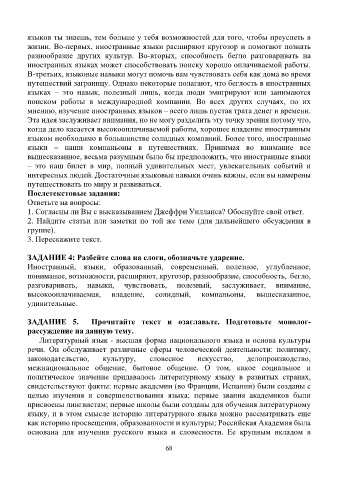 языков ты знаешь, тем больше у тебя возможностей для того, чтобы преуспеть в
жизни. Во-первых, иностранные языки расширяют кругозор и помогают познать
разнообразие других культур. Во-вторых, способность бегло разговаривать на
иностранных языках может способствовать поиску хорошо оплачиваемой работы.
В-третьих, языковые навыки могут помочь вам чувствовать себя как дома во время
путешествий заграницу. Однако некоторые полагают, что беглость в иностранных
языках – это навык, полезный лишь, когда люди эмигрируют или занимаются
поиском работы в международной компании. Во всех других случаях, по их
мнению, изучение иностранных языков – всего лишь пустая трата денег и времени.
Эта идея заслуживает внимания, но не могу разделить эту точку зрения потому что,
когда дело касается высокооплачиваемой работы, хорошее владение иностранным
языком необходимо в большинстве солидных компаний. Более того, иностранные
языки – наши компаньоны в путешествиях. Принимая во внимание все
вышесказанное, весьма разумным было бы предположить, что иностранные языки
– это наш билет в мир, полный удивительных мест, увлекательных событий и
интересных людей. Достаточные языковые навыки очень важны, если вы намерены
путешествовать по миру и развиваться.
Послетекстовые задания:
Ответьте на вопросы:
1. Согласны ли Вы с высказыванием Джеффри Уилланса? Обоснуйте свой ответ.
2. Найдите статьи или заметки по той же теме (для дальнейшего обсуждения в
группе).
3. Перескажите текст.
ЗАДАНИЕ 4: Разбейте слова на слоги, обозначьте ударение.
Иностранный, языки, образованный, современный, полезное, углубленное,
понимание, возможности, расширяют, кругозор, разнообразие, способность, бегло,
разговаривать, навыки, чувствовать, полезный, заслуживает, внимание,
высокооплачиваемая, владение, солидный, компаньоны, вышесказанное,
удивительные.
ЗАДАНИЕ 5. Прочитайте текст и озаглавьте. Подготовьте монолог-
рассуждение на данную тему.
Литературный язык - высшая форма национального языка и основа культуры
речи. Он обслуживает различные сферы человеческой деятельности: политику,
законодательство, культуру, словесное искусство, делопроизводство,
межнациональное общение, бытовое общение. О том, какое социальное и
политическое значение придавалось литературному языку в развитых странах,
свидетельствуют факты: первые академии (во Франции, Испании) были созданы с
целью изучения и совершенствования языка; первые звания академиков были
присвоены лингвистам; первые школы были созданы для обучения литературному
языку, и в этом смысле историю литературного языка можно рассматривать еще
как историю просвещения, образованности и культуры; Российская Академия была
основана для изучения русского языка и словесности. Ее крупным вкладом в
68